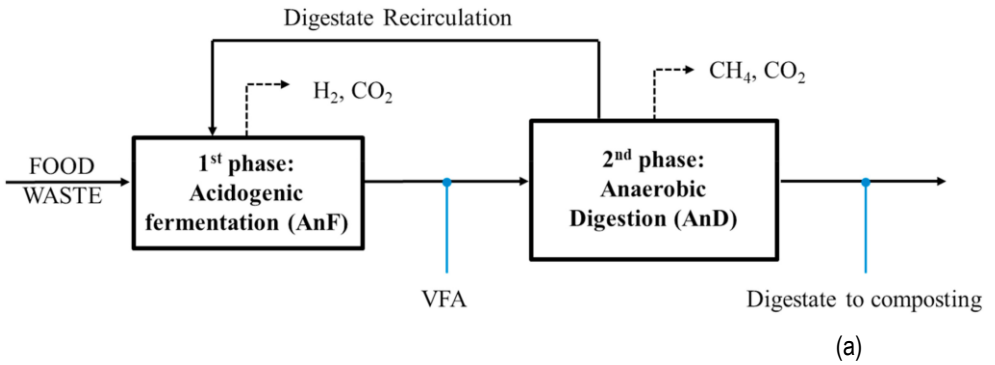 Digestate Recirculation
H₂, CO₂
CH₄, CO₂
FOOD
WASTE
1st phase:
Acidogenic
fermentation (AnF)
2nd phase:
Anaerobic
Digestion (AnD)
VFA
Digestate to composting
(a)